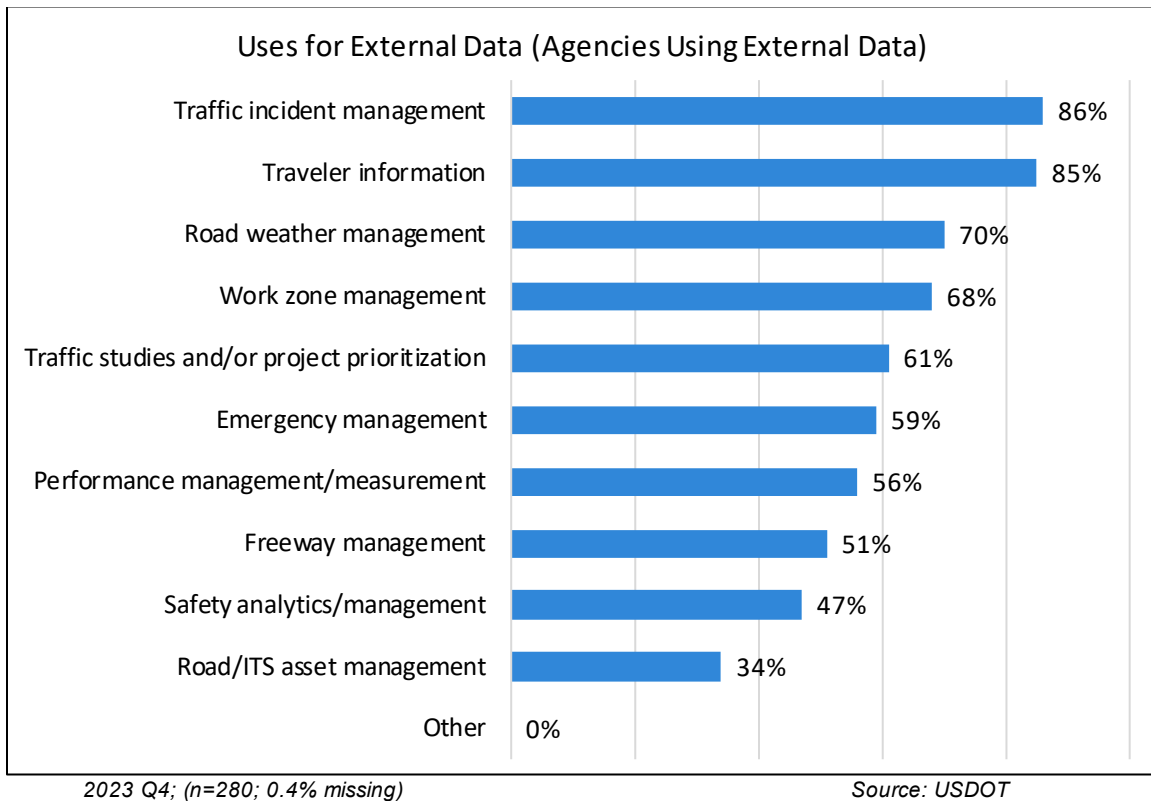 Uses for External Data (Agencies Using External Data)
Traffic incident management 86%
Traveler information 85%
Road weather management 70%
Work zone management 68%
Traffic studies and/or project prioritization 61%
Emergency management 59%
Performance management/measurement 56%
Freeway management 51%
Safety analytics/management 47%
Road/ITS asset management 34%
Other 0%
2023 Q4; (n=280; 0.4% missing) Source: USDOT